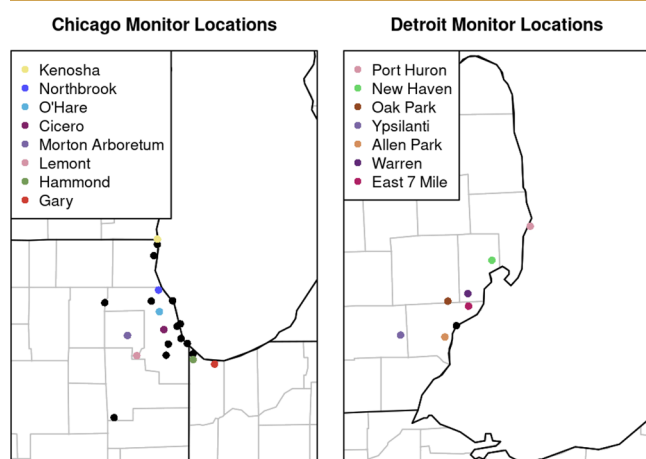 Chicago Monitor Locations
Kenosha
Northbrook
O'Hare
Cicero
Morton Arboretum
Lemont
Hammond
Gary
Detroit Monitor Locations
Port Huron
New Haven
Oak Park
Ypsilanti
Allen Park
Warren
East 7 Mile